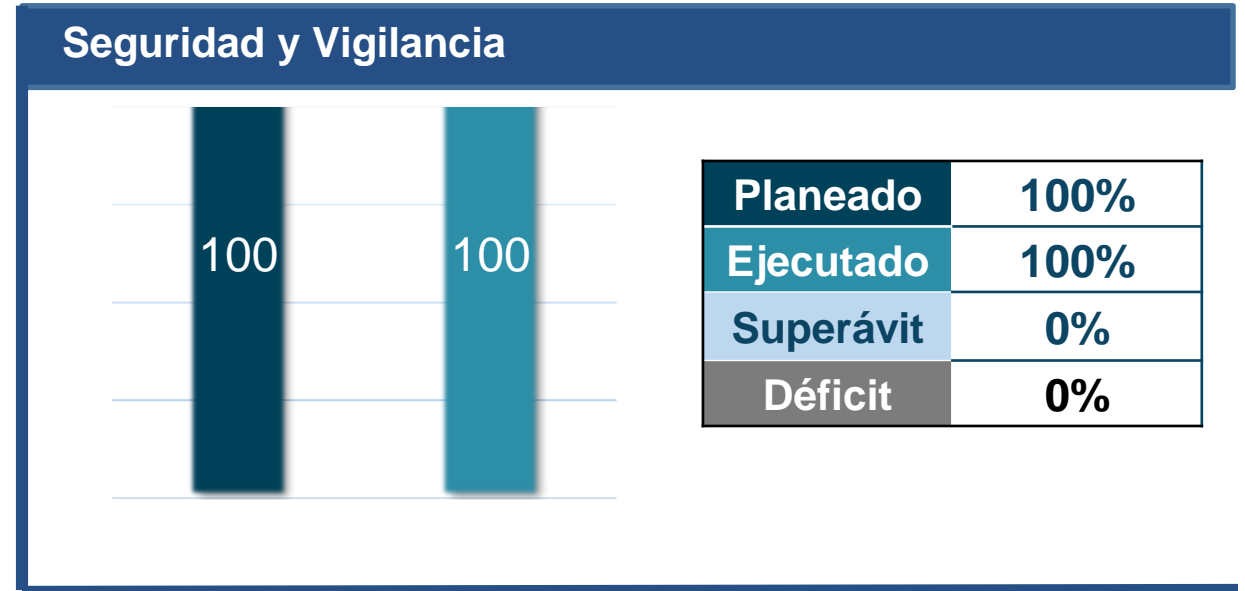 Seguridad y Vigilancia
100 100
Planeado 100%
Ejecutado 100%
Superávit 0%
Déficit 0%